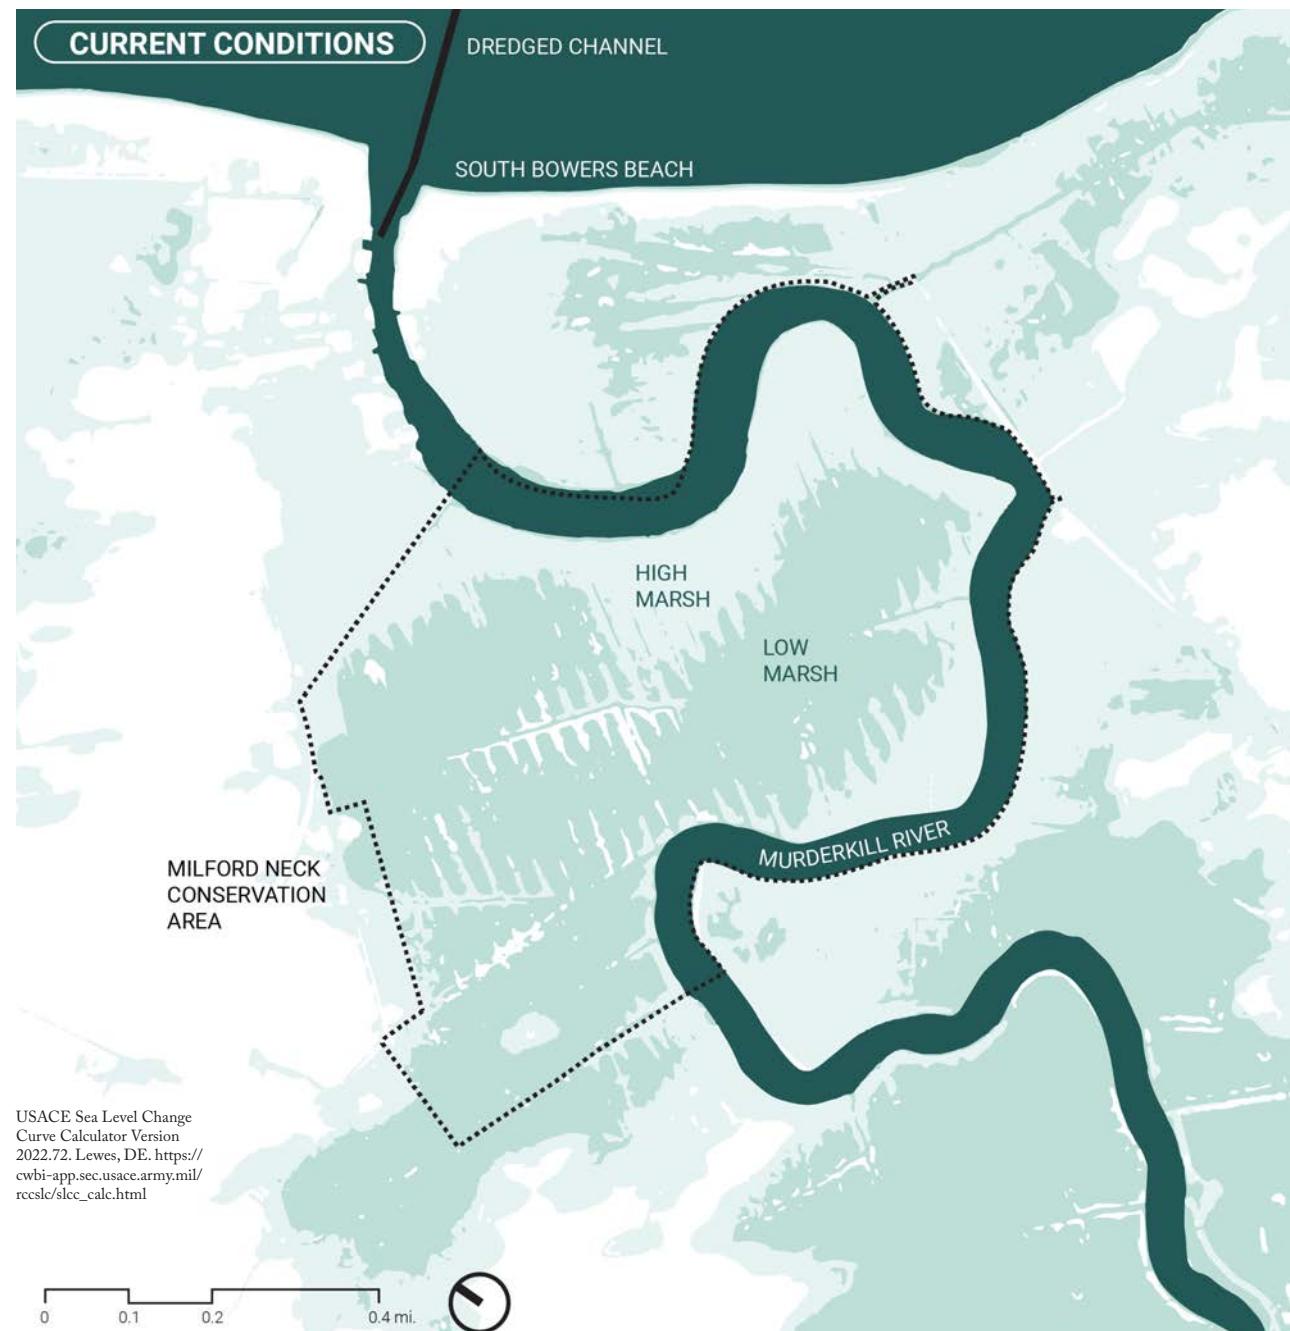 CURRENT CONDITIONS
DREDGED CHANNEL
SOUTH BOWERS BEACH
HIGH
MARSH
LOW
MARSH
MURDERKILL RIVER
MILFORD NECK
CONSERVATION
AREA
USACE Sea Level Change
Curve Calculator Version
2022.72. Lewes, DE. https://
cwbi-app.sec.usace.army.mil/
rccslc/slcc_calc.html
0 0.1 0.2 0.4 mi.